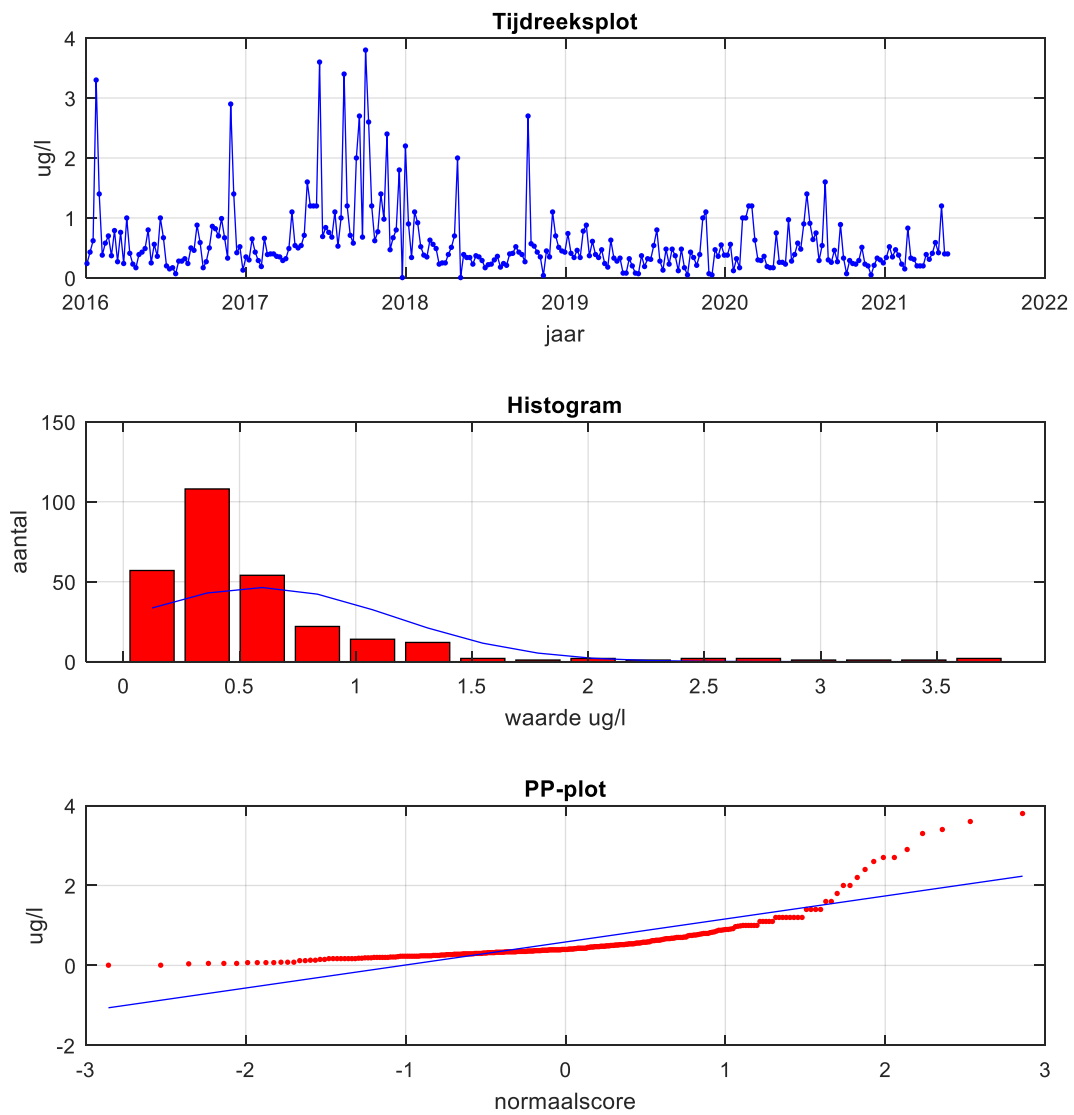 Tijdreeksplot
4
3
2
1
0
ug/l
2016 2017 2018 2019 2020 2021 2022
jaar
Histogram
150
100
50
0
aantal
0 0.5 1 1.5 2 2.5 3 3.5
waarde ug/l
PP-plot
4
2
0
-2
ug/l
-3 -2 -1 0 1 2 3
normaalscore